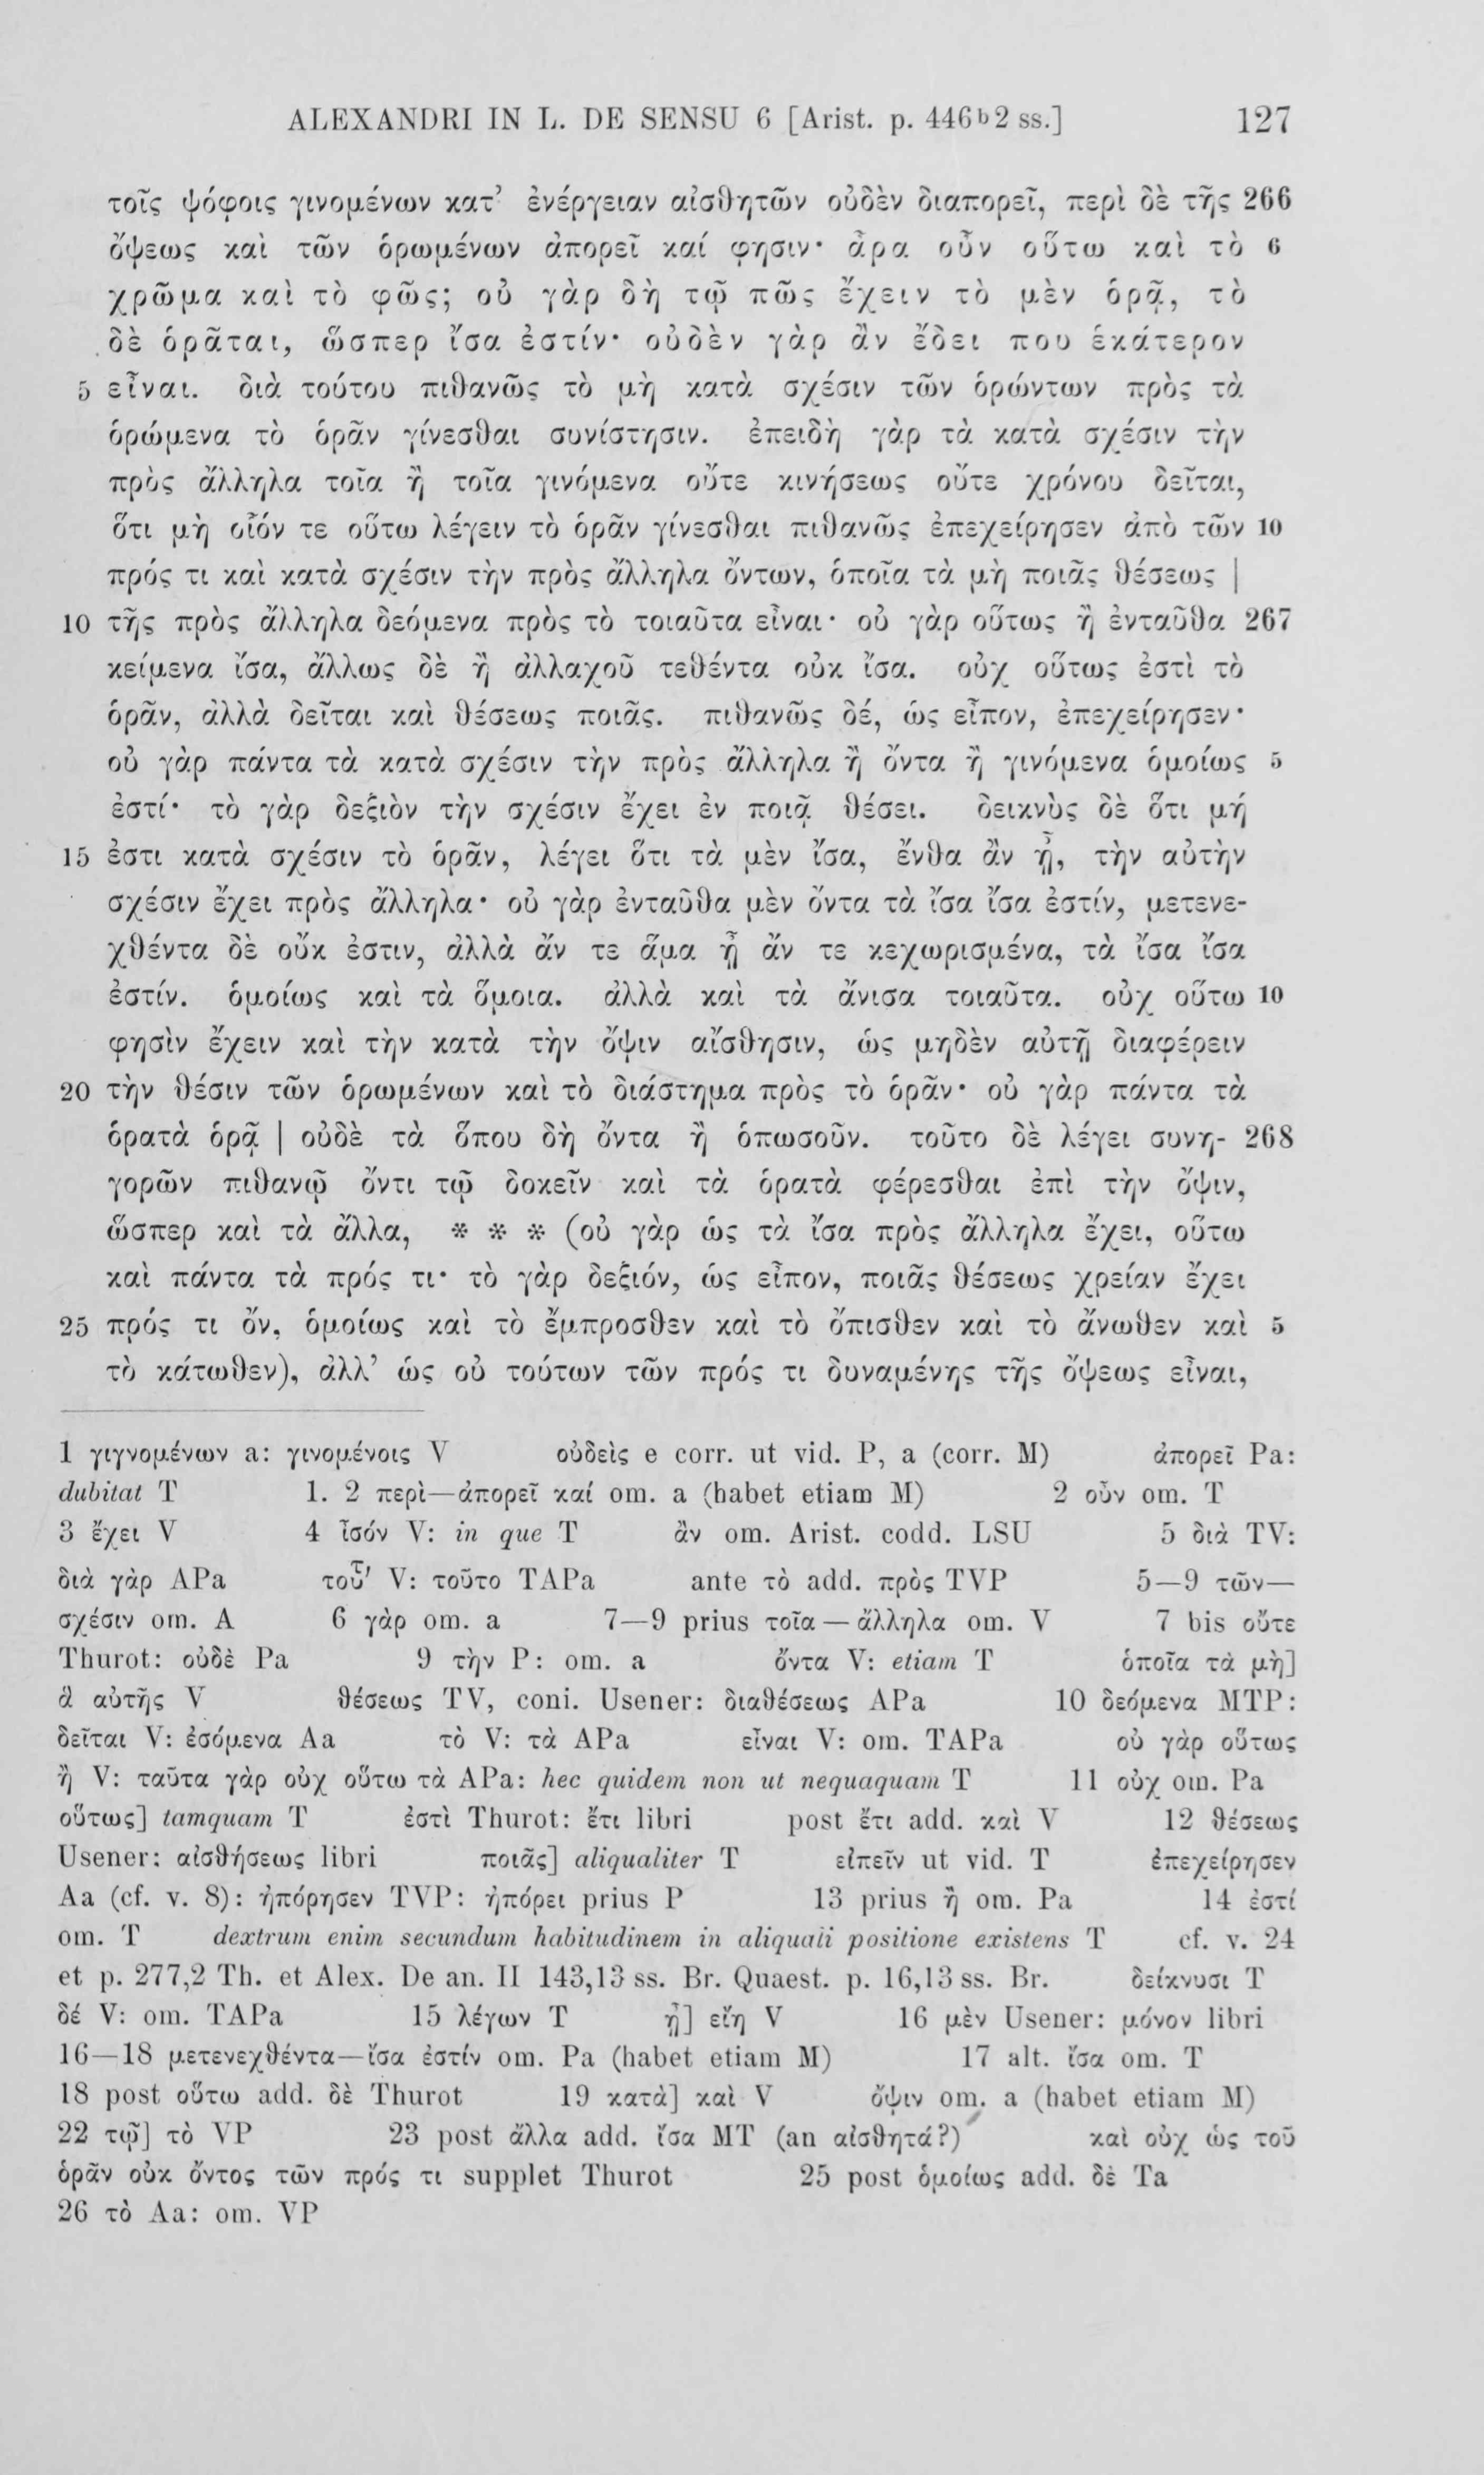 ALEXANDRI IN L. DE SENSU 6 [Arist. p. 446b2 ss.] 127
τοῖς ψόφοις γινομένων κατ’ ἐνέργειαν αἰσθητῶν οὐδὲν διαπορεῖ, περὶ δὲ τῆς 266
ὄψεως καὶ τῶν ὁρωμένων ἀπορεῖ καί φησιν· ἆρα οὖν οὕτω καὶ τὸ 6
χρῶμα καὶ τὸ φῶς; οὐ γὰρ δὴ τῷ πῶς ἔχειν τὸ μὲν ὁρᾷ, τὸ
δὲ ὁρᾶται, ὥσπερ ἴσα ἐστίν· οὐδὲν γὰρ ἂν ἔδει που ἑκάτερον
5 εἶναι. διὰ τούτου πιθανῶς τὸ μὴ κατὰ σχέσιν τῶν ὁρώντων πρὸς τὰ
ὁρώμενα τὸ ὁρᾶν γίνεσθαι συνίστησιν. ἐπειδὴ γὰρ τὰ κατὰ σχέσιν τὴν
πρὸς ἄλληλα τοῖα ἢ τοῖα γινόμενα οὔτε κινήσεως οὔτε χρόνου δεῖται,
ὅτι μὴ οἷόν τε οὕτω λέγειν τὸ ὁρᾶν γίνεσθαι πιθανῶς ἐπεχείρησεν ἀπὸ τῶν 10
πρός τι καὶ κατὰ σχέσιν τὴν πρὸς ἄλληλα ὄντων, ὁποῖα τὰ μὴ ποιᾶς θέσεως |
10 τῆς πρὸς ἄλληλα δεόμενα πρὸς τὸ τοιαῦτα εἶναι· οὐ γὰρ οὕτως ἢ ἐνταῦθα 267
κείμενα ἴσα, ἄλλως δὲ ἢ ἀλλαχοῦ τεθέντα οὐκ ἴσα. οὐχ οὕτως ἐστὶ τὸ
ὁρᾶν, ἀλλὰ δεῖται καὶ θέσεως ποιᾶς. πιθανῶς δέ, ὡς εἶπον, ἐπεχείρησεν·
οὐ γὰρ πάντα τὰ κατὰ σχέσιν τὴν πρὸς ἄλληλα ἢ ὄντα ἢ γινόμενα ὁμοίως 5
ἐστί· τὸ γὰρ δεξιὸν τὴν σχέσιν ἔχει ἐν ποιᾷ θέσει. δεικνὺς δὲ ὅτι μή
15 ἐστι κατὰ σχέσιν τὸ ὁρᾶν, λέγει ὅτι τὰ μὲν ἴσα, ἔνθα ἂν ᾖ, τὴν αὐτὴν
σχέσιν ἔχει πρὸς ἄλληλα· οὐ γὰρ ἐνταῦθα μὲν ὄντα τὰ ἴσα ἴσα ἐστίν, μετενε-
χθέντα δὲ οὔκ ἐστιν, ἀλλὰ ἄν τε ἅμα ᾖ ἄν τε κεχωρισμένα, τὰ ἴσα ἴσα
ἐστίν. ὁμοίως καὶ τὰ ὅμοια. ἀλλὰ καὶ τὰ ἄνισα τοιαῦτα. οὐχ οὕτω 10
φησὶν ἔχειν καὶ τὴν κατὰ τὴν ὄψιν αἴσθησιν, ὡς μηδὲν αὐτῇ διαφέρειν
20 τὴν θέσιν τῶν ὁρωμένων καὶ τὸ διάστημα πρὸς τὸ ὁρᾶν· οὐ γὰρ πάντα τὰ
ὁρατὰ ὁρᾷ | οὐδὲ τὰ ὅπου δὴ ὄντα ἢ ὁπωσοῦν. τοῦτο δὲ λέγει συνη- 268
γορῶν πιθανῷ ὄντι τῷ δοκεῖν καὶ τὰ ὁρατὰ φέρεσθαι ἐπὶ τὴν ὄψιν,
ὥσπερ καὶ τὰ ἄλλα, * * * (οὐ γὰρ ὡς τὰ ἴσα πρὸς ἄλληλα ἔχει, οὕτω
καὶ πάντα τὰ πρός τι· τὸ γὰρ δεξιόν, ὡς εἶπον, ποιᾶς θέσεως χρείαν ἔχει
25 πρός τι ὄν, ὁμοίως καὶ τὸ ἔμπροσθεν καὶ τὸ ὄπισθεν καὶ τὸ ἄνωθεν καὶ 5
τὸ κάτωθεν), ἀλλ’ ὡς οὐ τούτων τῶν πρός τι δυναμένης τῆς ὄψεως εἶναι,
1 γιγνομένων a: γινομένοις V οὐδεὶς e corr. ut vid. P, a (corr. M) ἀπορεῖ Pa:
dubitat T 1. 2 περὶ—ἀπορεῖ καί om. a (habet etiam M) 2 οὖν om. T
3 ἔχει V 4 ἶσόν V: in que T ἂν om. Arist. codd. LSU 5 διὰ TV:
διὰ γὰρ APa τοῦτ’ V: τοῦτο TAPa ante τὸ add. πρὸς TVP 5—9 τῶν—
σχέσιν om. A 6 γὰρ om. a 7—9 prius τοῖα—ἄλληλα om. V 7 bis οὔτε
Thurot: οὐδὲ Pa 9 τὴν P: om. a ὄντα V: etiam T ὁποῖα τὰ μὴ]
ἃ αὐτῆς V θέσεως TV, coni. Usener: διαθέσεως APa 10 δεόμενα MTP:
δεῖται V: ἐσόμενα Aa τὸ V: τὰ APa εἶναι V: om. TAPa οὐ γὰρ οὕτως
ἢ V: ταῦτα γὰρ οὐχ οὕτω τὰ APa: hec quidem non ut nequaquam T 11 οὐχ om. Pa
οὕτως] tamquam T ἐστὶ Thurot: ἔτι libri post ἔτι add. καὶ V 12 θέσεως
Usener: αἰσθήσεως libri ποιᾶς] aliqualiter T εἰπεῖν ut vid. T ἐπεχείρησεν
Aa (cf. v. 8): ἠπόρησεν TVP: ἠπόρει prius P 13 prius ἢ om. Pa 14 ἐστί
om. T dextrum enim secundum habitudinem in aliquali positione existens T cf. v. 24
et p. 277,2 Th. et Alex. De an. II 143,13 ss. Br. Quaest. p. 16,13 ss. Br. δείκνυσι T
δέ V: om. TAPa 15 λέγων T ᾖ] εἴη V 16 μὲν Usener: μόνον libri
16—18 μετενεχθέντα—ἴσα ἐστίν om. Pa (habet etiam M) 17 alt. ἴσα om. T
18 post οὕτω add. δὲ Thurot 19 κατὰ] καὶ V ὄψιν om. a (habet etiam M)
22 τῷ] τὸ VP 23 post ἄλλα add. ἴσα MT (an αἰσθητά?) καὶ οὐχ ὡς τοῦ
ὁρᾶν οὐκ ὄντος τῶν πρός τι supplet Thurot 25 post ὁμοίως add. δὲ Ta
26 τὸ Aa: om. VP